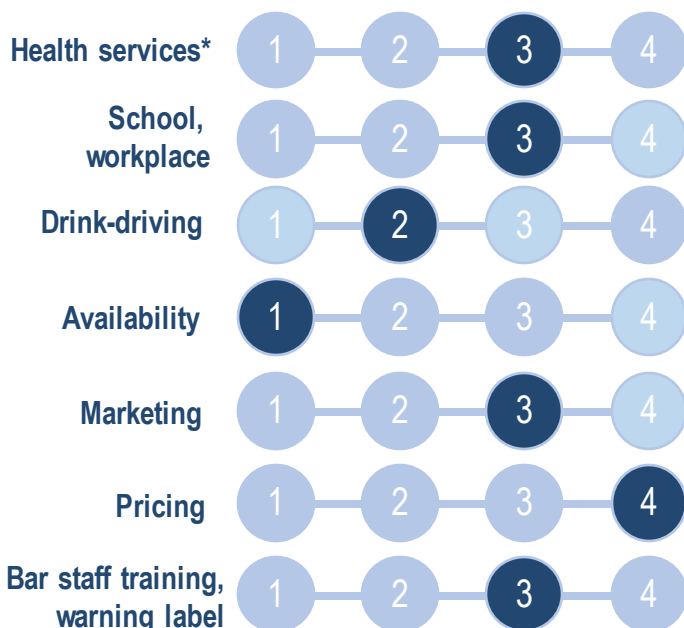 Health services* 1 2 3 4
School,
workplace 1 2 3 4
Drink-driving 1 2 3 4
Availability 1 2 3 4
Marketing 1 2 3 4
Pricing 1 2 3 4
Bar staff training,
warning label 1 2 3 4